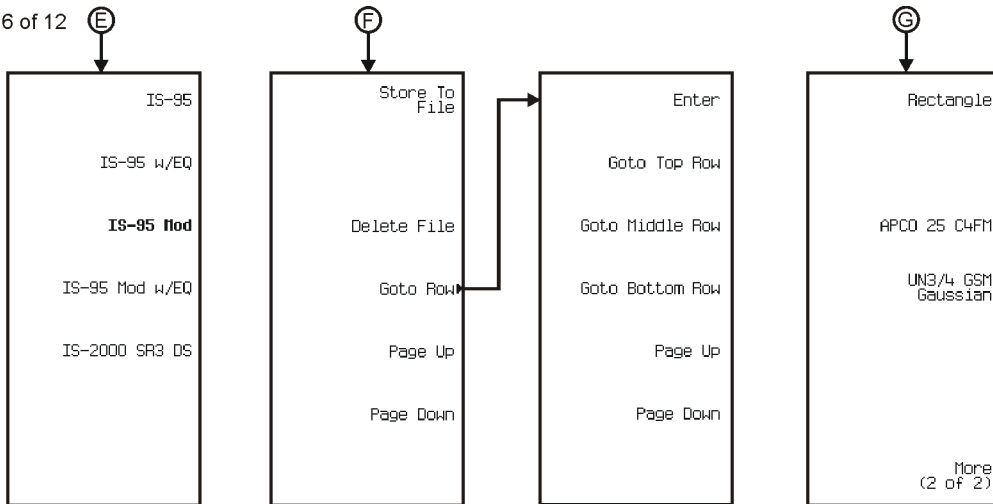 6 of 12
E
F
G
IS-95
IS-95 w/EQ
IS-95 Mod
IS-95 Mod w/EQ
IS-2000 SR3 DS
Store To
File
Delete File
Goto Row
Page Up
Page Down
Enter
Goto Top Row
Goto Middle Row
Goto Bottom Row
Page Up
Page Down
Rectangle
APCO 25 C4FM
UN3/4 GSM
Gaussian
More
(2 of 2)